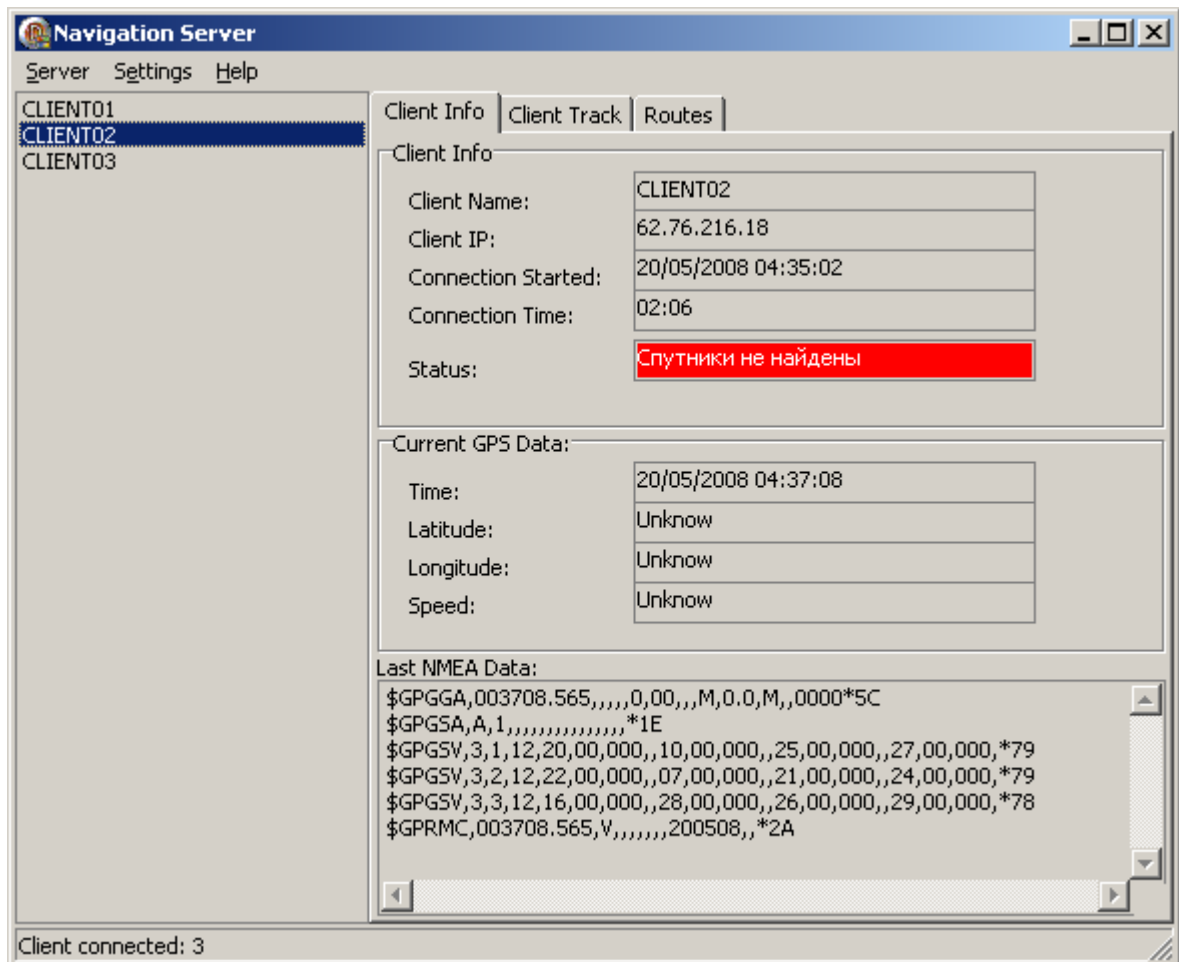 Navigation Server
Server Settings Help
CLIENT01
CLIENT02
CLIENT03
Client Info Client Track Routes
Client Info
Client Name: CLIENT02
Client IP: 62.76.216.18
Connection Started: 20/05/2008 04:35:02
Connection Time: 02:06
Status: Спутники не найдены
Current GPS Data:
Time: 20/05/2008 04:37:08
Latitude: Unknow
Longitude: Unknow
Speed: Unknow
Last NMEA Data:
$GPGGA,003708.565,,,,,0,00,,,M,0.0,M,,0000*5C
$GPGSA,A,1,,,,,,,,,,,,,,,*1E
$GPGSV,3,1,12,20,00,000,,10,00,000,,25,00,000,,27,00,000,*79
$GPGSV,3,2,12,22,00,000,,07,00,000,,21,00,000,,24,00,000,*79
$GPGSV,3,3,12,16,00,000,,28,00,000,,26,00,000,,29,00,000,*78
$GPRMC,003708.565,V,,,,,,,200508,,*2A
Client connected: 3